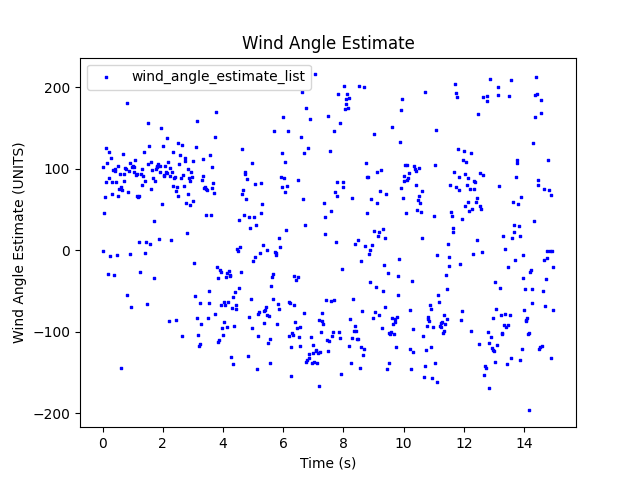 Wind Angle Estimate
wind_angle_estimate_list
Wind Angle Estimate (UNITS)
200
100
0
−100
−200
0 2 4 6 8 10 12 14
Time (s)